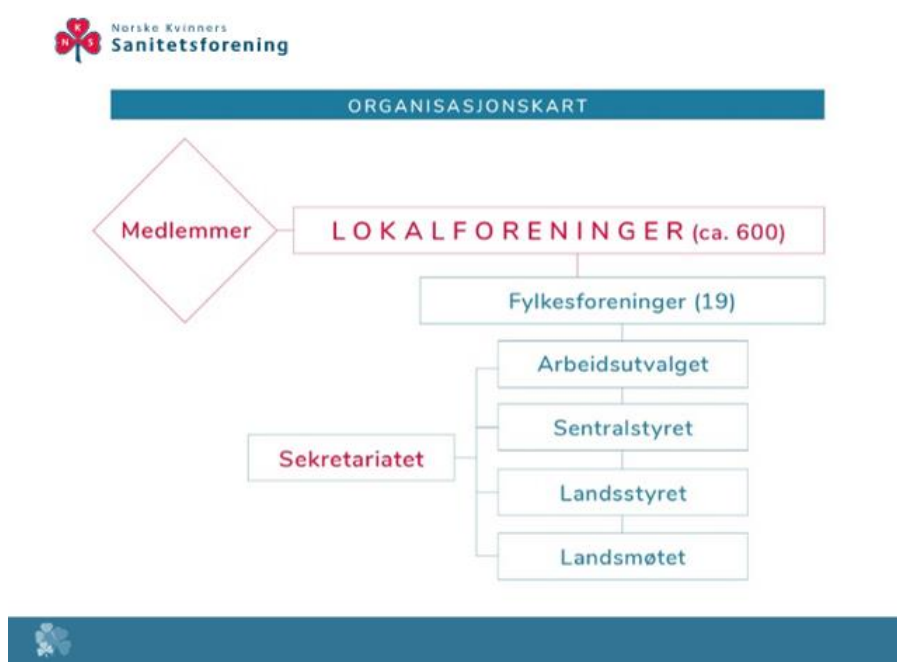 K
N S
Norske Kvinners
Sanitetsforening
ORGANISASJONSKART
Medlemmer
LOKALFORENINGER (ca. 600)
Fylkesforeninger (19)
Arbeidsutvalget
Sentralstyret
Sekretariatet
Landsstyret
Landsmøtet